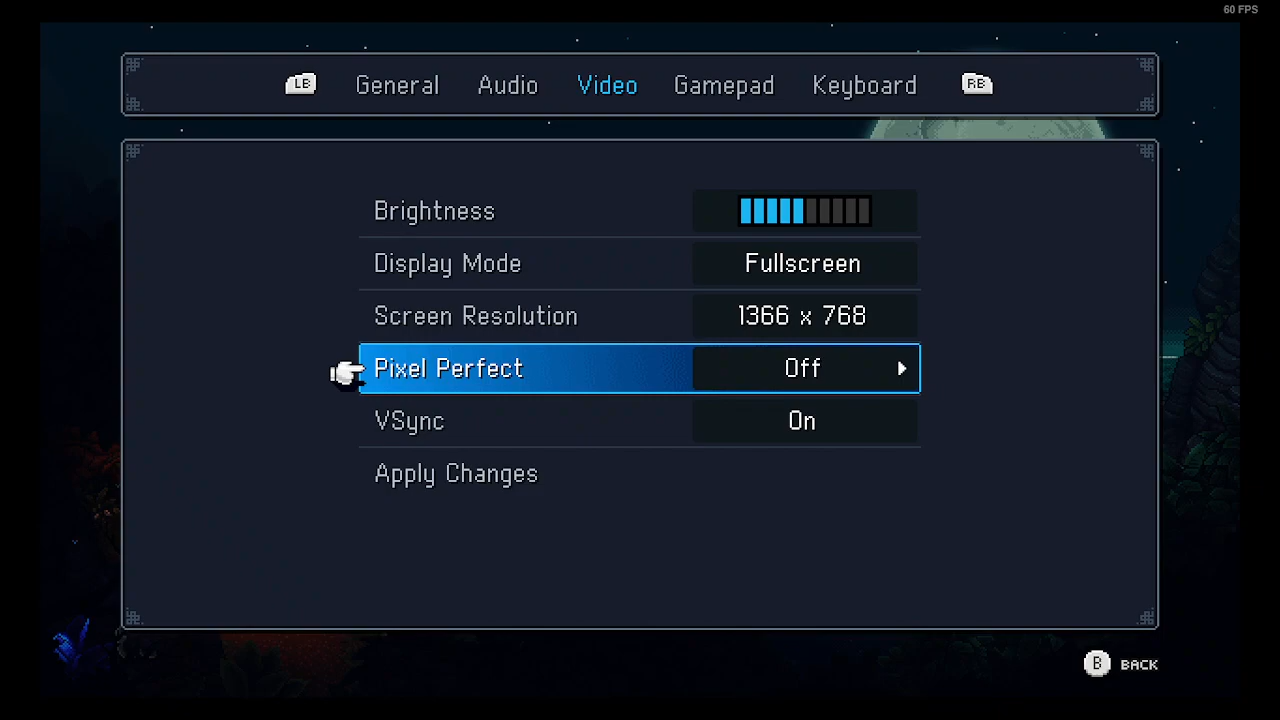 60 FPS
LB General Audio Video Gamepad Keyboard RB
Brightness
Display Mode Fullscreen
Screen Resolution 1366 x 768
Pixel Perfect Off
VSync On
Apply Changes
B BACK